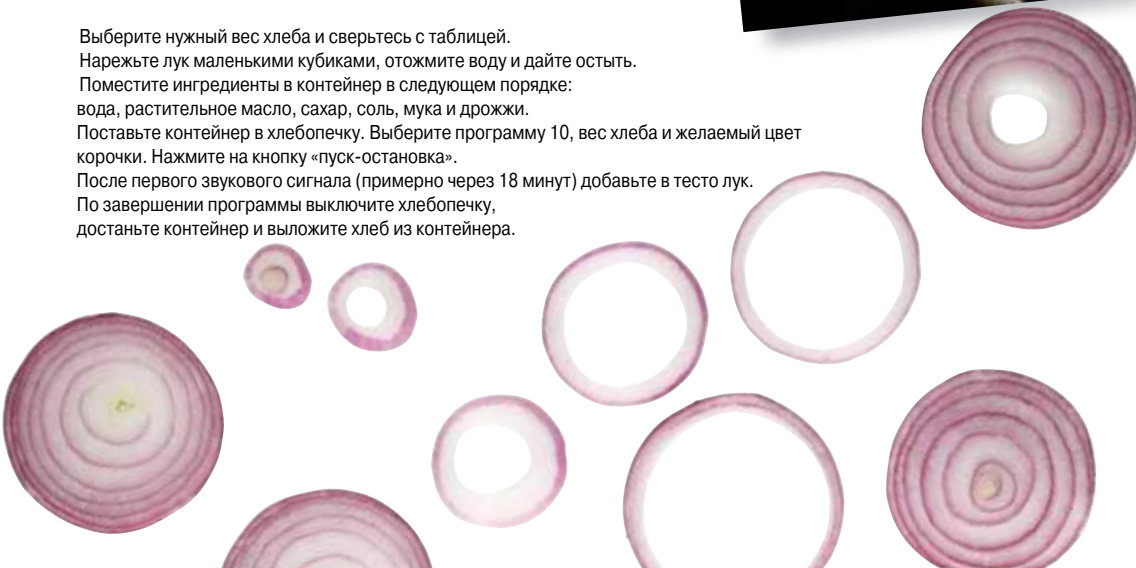 Выберите нужный вес хлеба и сверьтесь с таблицей.
Нарежьте лук маленькими кубиками, отожмите воду и дайте остыть.
Поместите ингредиенты в контейнер в следующем порядке:
вода, растительное масло, сахар, соль, мука и дрожжи.
Поставьте контейнер в хлебопечку. Выберите программу 10, вес хлеба и желаемый цвет
корочки. Нажмите на кнопку «пуск-остановка».
После первого звукового сигнала (примерно через 18 минут) добавьте в тесто лук.
По завершении программы выключите хлебопечку,
достаньте контейнер и выложите хлеб из контейнера.